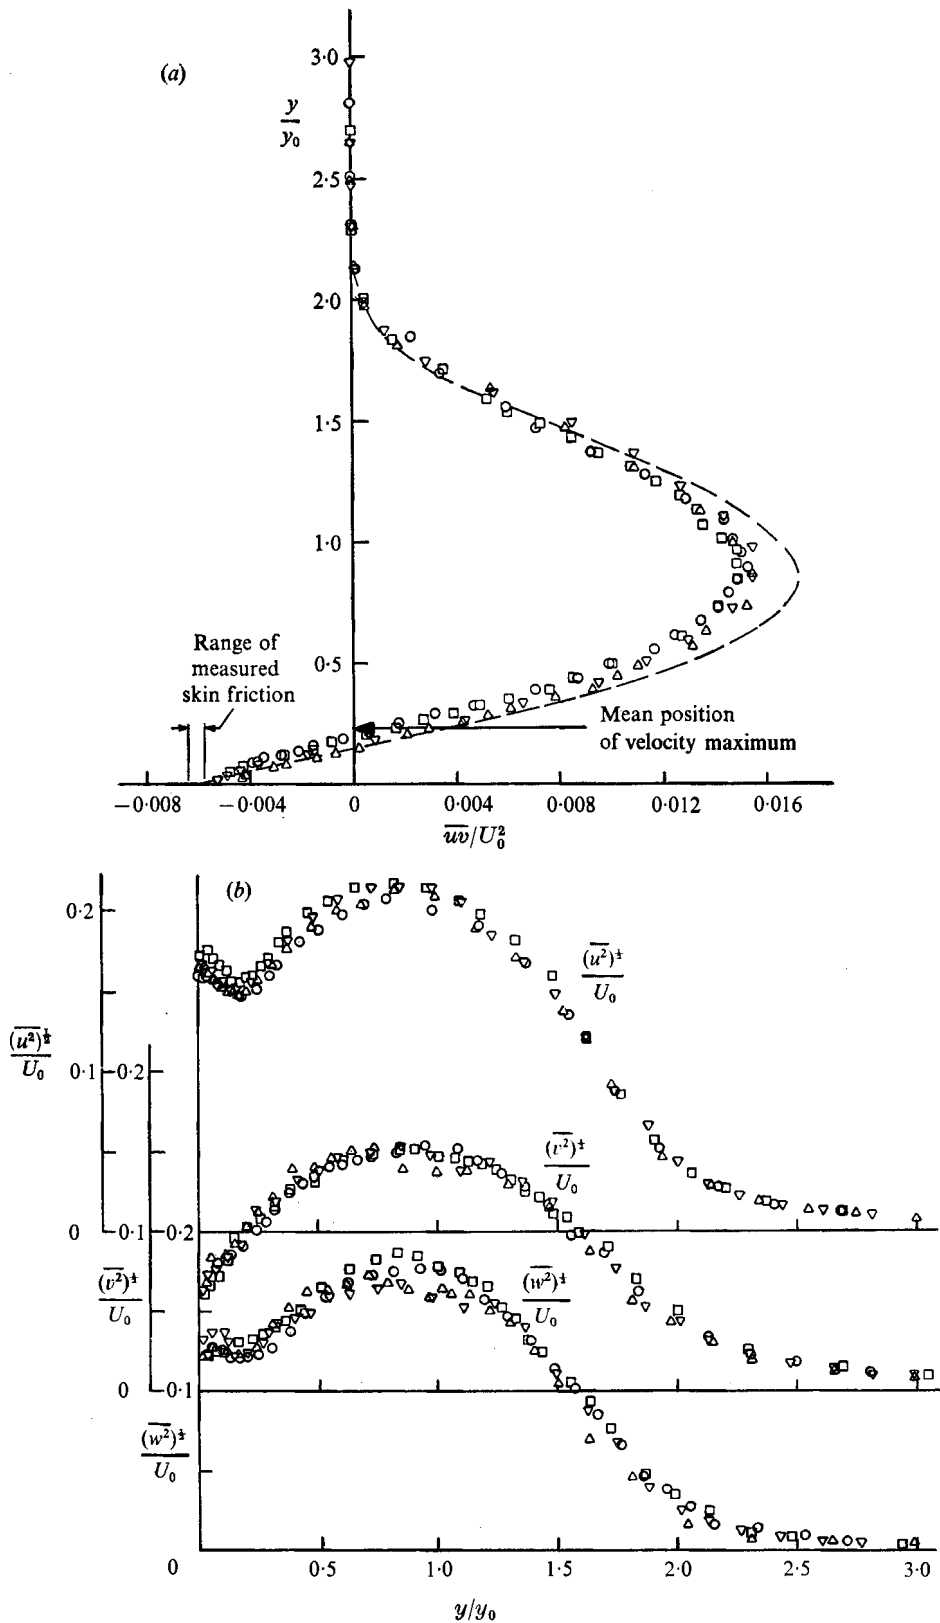 (a)
y
y₀
3·0
2·5
2·0
1·5
1·0
0·5
Range of
measured
skin friction
Mean position
of velocity maximum
−0·008
−0·004
0
0·004
0·008
0·012
0·016
uv/U₀²
(b)
0·2
(u²)^½
U₀
(u²)^½
U₀
0·1
0·2
(v²)^½
U₀
0
0·1
0·2
(v²)^½
U₀
(w²)^½
U₀
0
0·1
(w²)^½
U₀
0
0·5
1·0
1·5
2·0
2·5
3·0
y/y₀